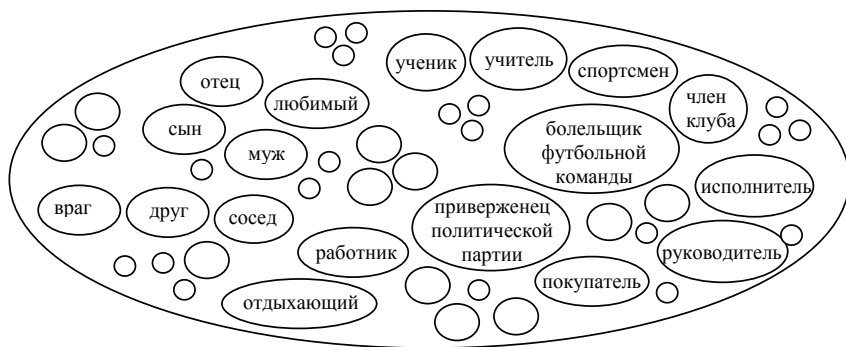 ученик
учитель
спортсмен
отец
любимый
член
клуба
сын
муж
болельщик
футбольной
команды
исполнитель
враг
друг
сосед
приверженец
политической
партии
работник
руководитель
покупатель
отдыхающий